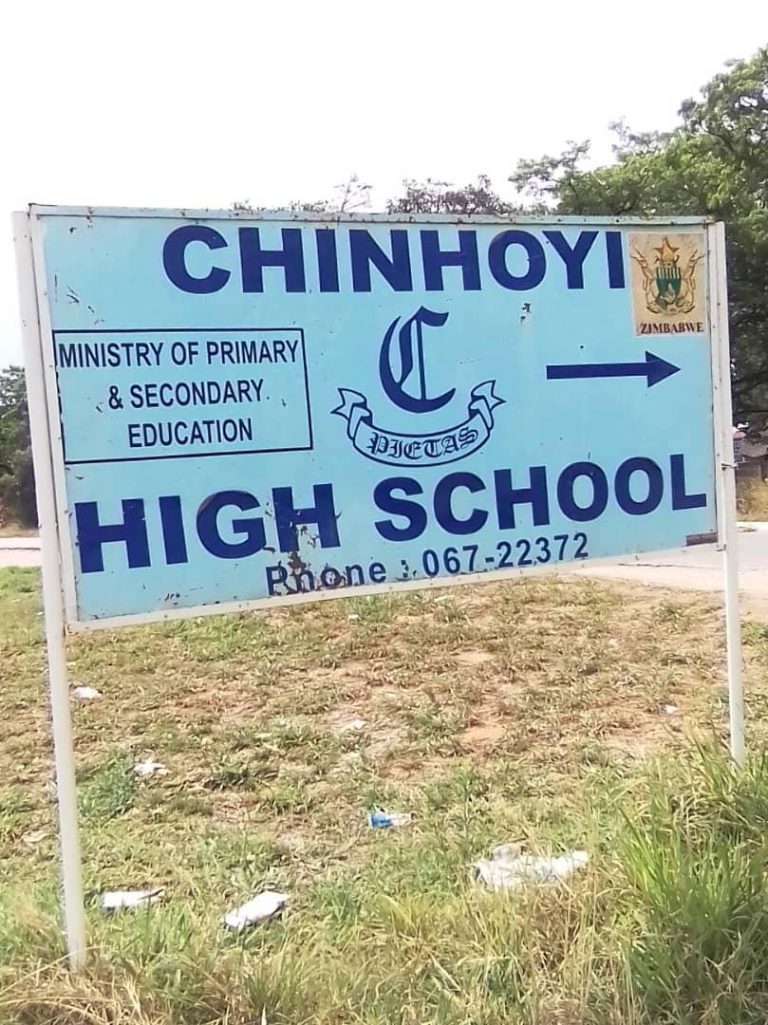 CHINHOYI
ZIMBABWE
MINISTRY OF PRIMARY
& SECONDARY
EDUCATION
C
PIETAS
HIGH SCHOOL
Phone : 067-22372